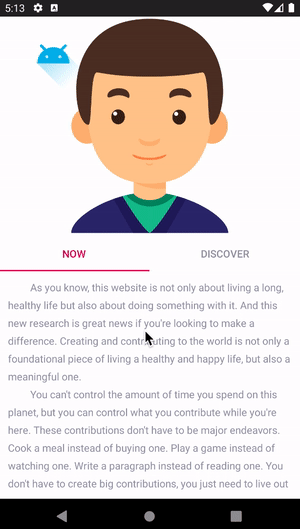 5:13
NOW DISCOVER
As you know, this website is not only about living a long,
healthy life but also about doing something with it. And this
new research is great news if you're looking to make a
difference. Creating and contributing to the world is not only a
foundational piece of living a healthy and happy life, but also a
meaningful one.
You can't control the amount of time you spend on this
planet, but you can control what you contribute while you're
here. These contributions don't have to be major endeavors.
Cook a meal instead of buying one. Play a game instead of
watching one. Write a paragraph instead of reading one. You
don't have to create big contributions, you just need to live out